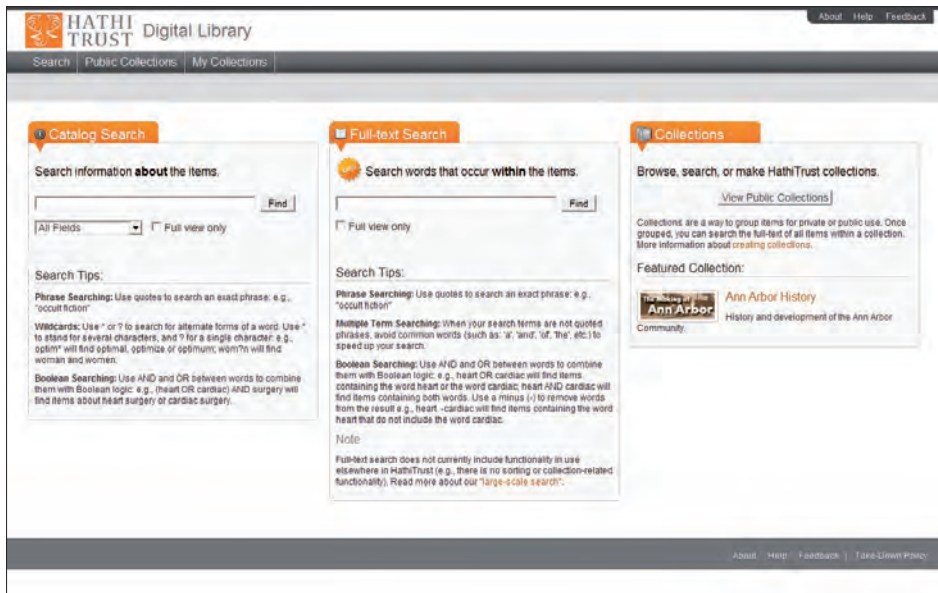 About Help Feedback
HATHI
TRUST Digital Library
Search Public Collections My Collections
Catalog Search
Search information about the items.
Find
All Fields Full view only
Search Tips:
Phrase Searching: Use quotes to search an exact phrase: e.g.,
"occult fiction"
Wildcards: Use * or ? to search for alternate forms of a word. Use *
to stand for several characters, and ? for a single character: e.g.,
optim* will find optimal, optimize or optimum; wom?n will find
woman and women.
Boolean Searching: Use AND and OR between words to combine
them with Boolean logic: e.g., (heart OR cardiac) AND surgery will
find items about heart surgery or cardiac surgery.
Full-text Search
Search words that occur within the items.
Find
Full view only
Search Tips:
Phrase Searching: Use quotes to search an exact phrase: e.g.,
"occult fiction"
Multiple Term Searching: When your search terms are not quoted
phrases, avoid common words (such as: 'a', 'and', 'of', 'the', etc.) to
speed up your search.
Boolean Searching: Use AND and OR between words to combine
them with Boolean logic: e.g., heart OR cardiac will find items
containing the word heart or the word cardiac; heart AND cardiac will
find items containing both words. Use a minus (-) to remove words
from the result e.g., heart -cardiac will find items containing the word
heart that do not include the word cardiac.
Note
Full-text search does not currently include functionality in use
elsewhere in HathiTrust (e.g., there is no sorting or collection-related
functionality). Read more about our "large-scale search".
Collections
Browse, search, or make HathiTrust collections.
View Public Collections
Collections are a way to group items for private or public use. Once
grouped, you can search the full-text of all items within a collection.
More information about creating collections.
Featured Collection:
The Making of The
Ann Arbor
Ann Arbor History
History and development of the Ann Arbor
Community.
About Help Feedback | Take-Down Policy